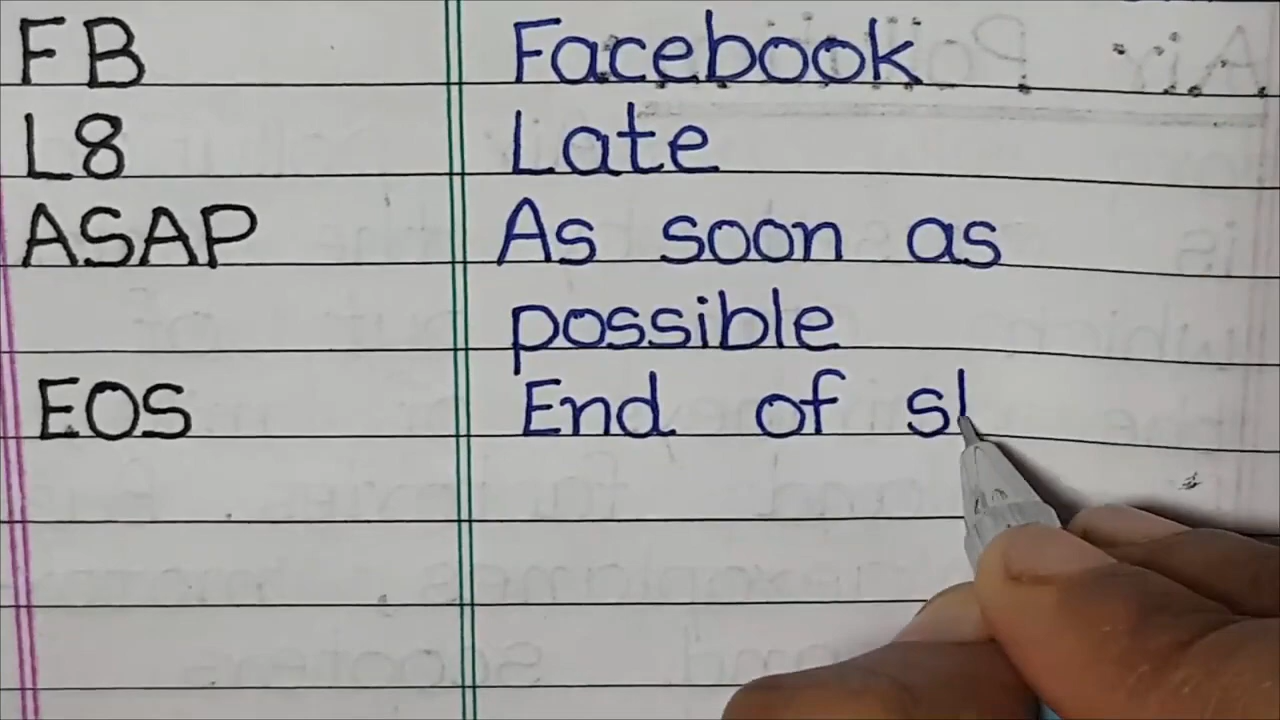 FB Facebook
L8 Late
ASAP As soon as
possible
EOS End of